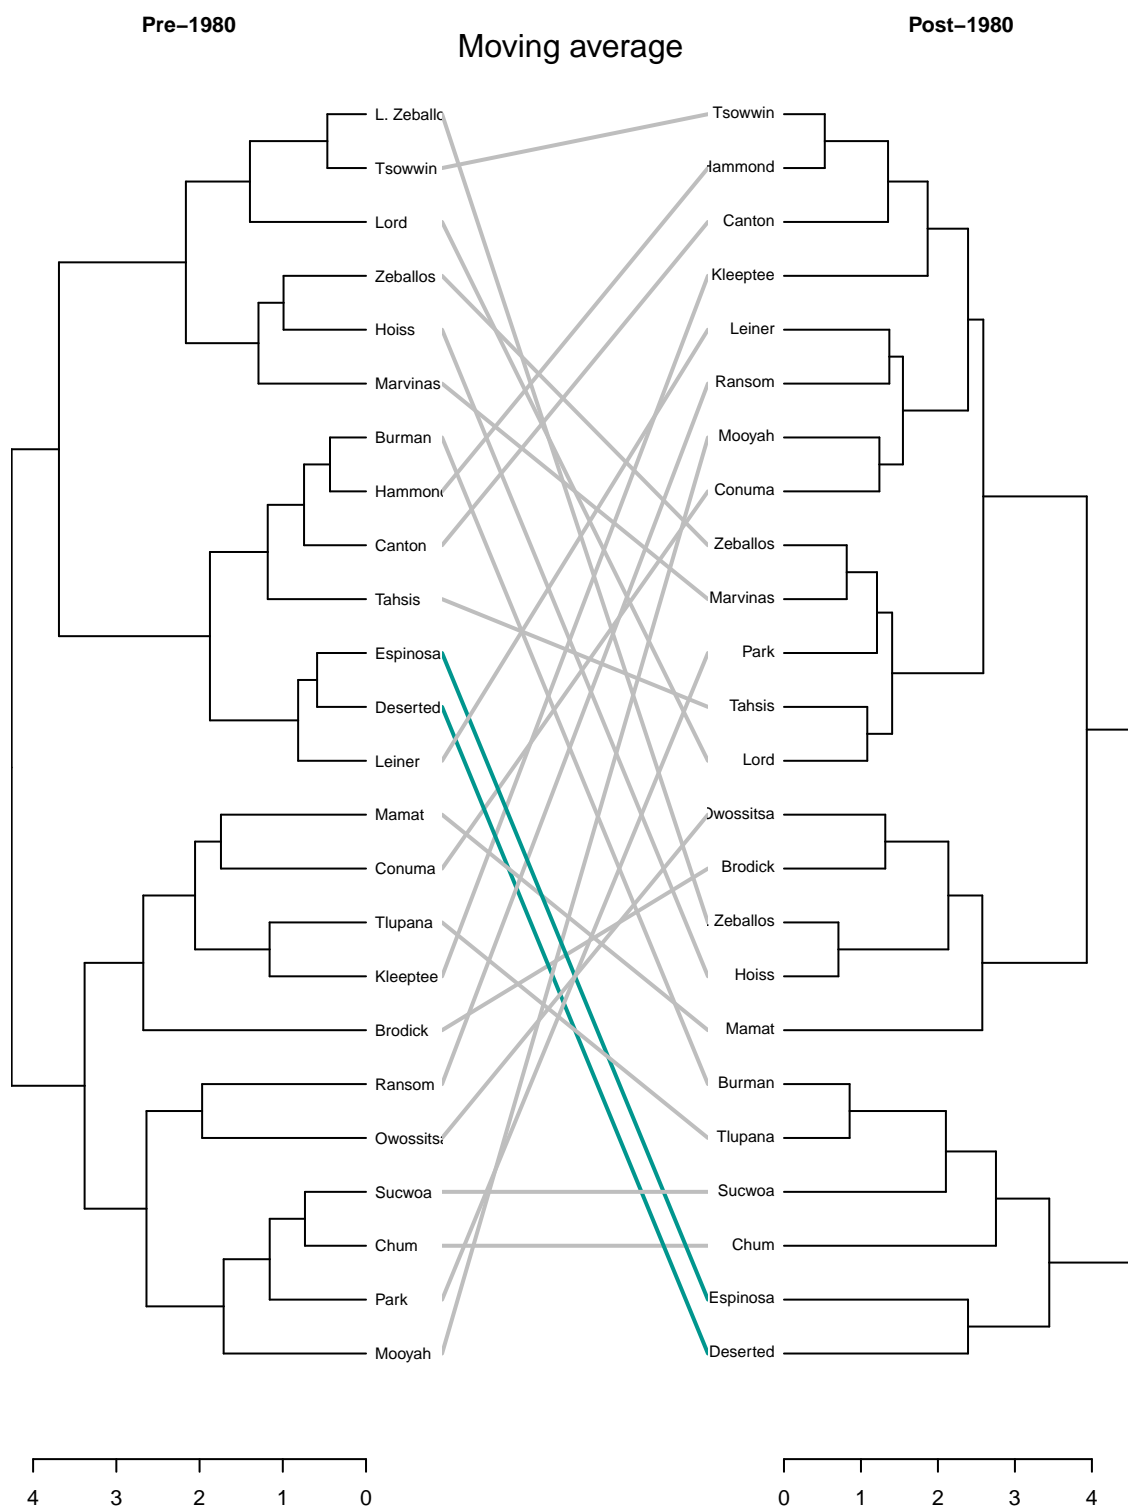 Pre−1980
Post−1980
Moving average
L. Zeballo
Tsowwin
Lord
Zeballos
Hoiss
Marvinas
Burman
Hammond
Canton
Tahsis
Espinosa
Deserted
Leiner
Mamat
Conuma
Tlupana
Kleeptee
Brodick
Ransom
Owossitsa
Sucwoa
Chum
Park
Mooyah
Tsowwin
Hammond
Canton
Kleeptee
Leiner
Ransom
Mooyah
Conuma
Zeballos
Marvinas
Park
Tahsis
Lord
Owossitsa
Brodick
. Zeballos
Hoiss
Mamat
Burman
Tlupana
Sucwoa
Chum
Espinosa
Deserted
4 3 2 1 0
0 1 2 3 4